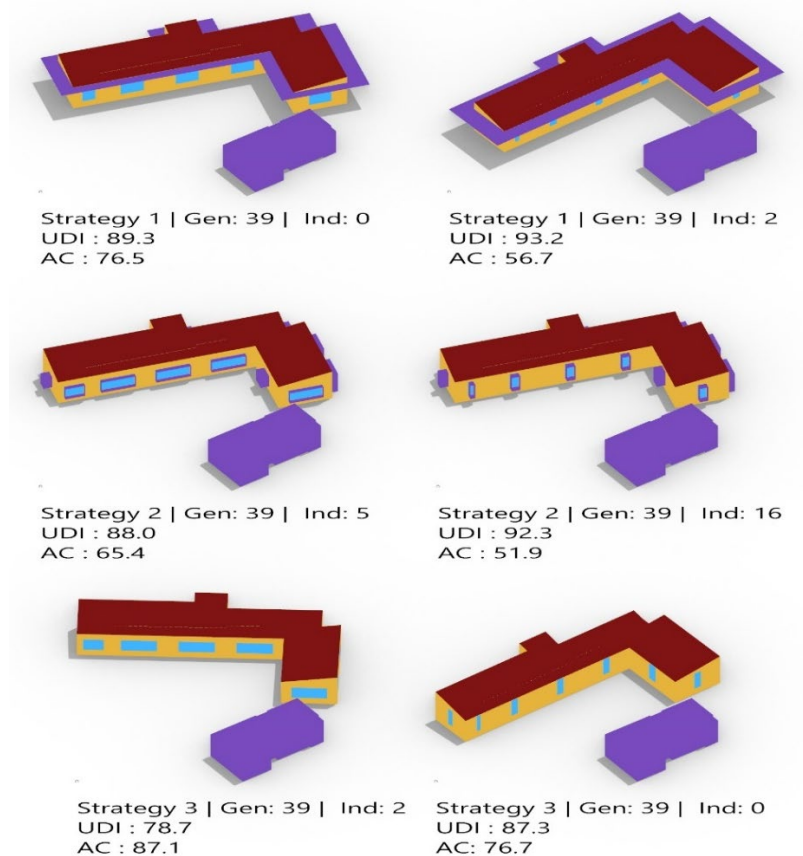 Strategy 1 | Gen: 39 | Ind: 0
UDI : 89.3
AC : 76.5
Strategy 1 | Gen: 39 | Ind: 2
UDI : 93.2
AC : 56.7
Strategy 2 | Gen: 39 | Ind: 5
UDI : 88.0
AC : 65.4
Strategy 2 | Gen: 39 | Ind: 16
UDI : 92.3
AC : 51.9
Strategy 3 | Gen: 39 | Ind: 2
UDI : 78.7
AC : 87.1
Strategy 3 | Gen: 39 | Ind: 0
UDI : 87.3
AC: 76.7